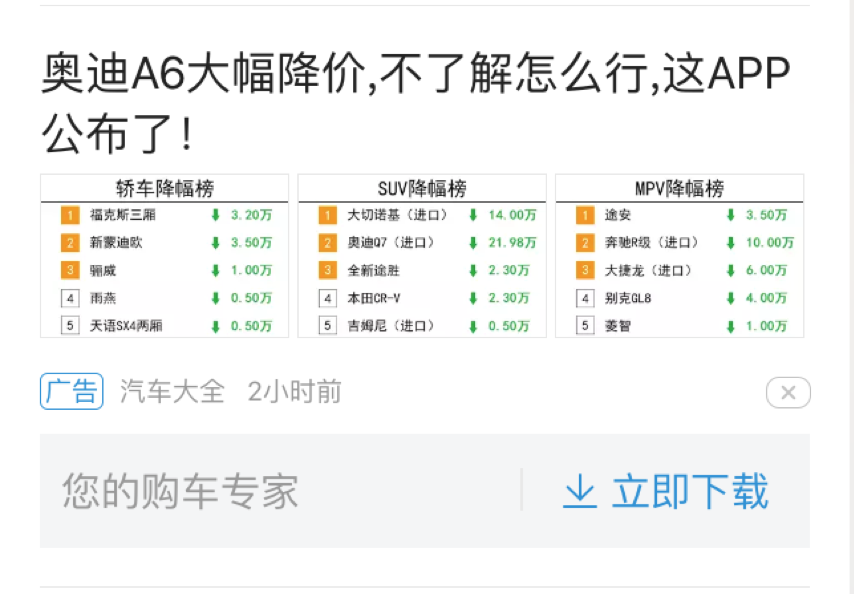 奥迪A6大幅降价,不了解怎么行,这APP
公布了！
轿车降幅榜
1 福克斯三厢 3.20万
2 新蒙迪欧 3.50万
3 骊威 1.00万
4 雨燕 0.50万
5 天语SX4两厢 0.50万
SUV降幅榜
1 大切诺基（进口） 14.00万
2 奥迪Q7（进口） 21.98万
3 全新途胜 2.30万
4 本田CR-V 2.30万
5 吉姆尼（进口） 0.50万
MPV降幅榜
1 途安 3.50万
2 奔驰R级（进口） 10.00万
3 大捷龙（进口） 6.00万
4 别克GL8 4.00万
5 菱智 1.00万
广告 汽车大全 2小时前
您的购车专家 立即下载